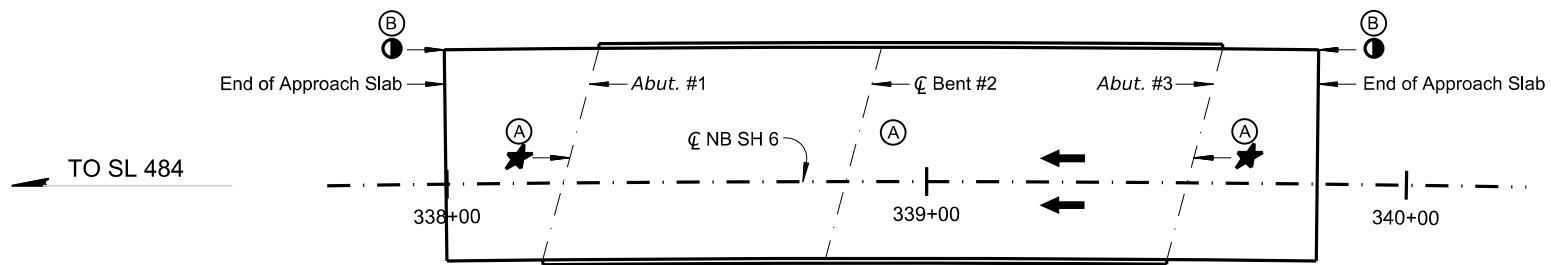 B
B
End of Approach Slab
Abut. #1
℄ Bent #2
Abut. #3
End of Approach Slab
A
A
A
℄ NB SH 6
TO SL 484
338+00
339+00
340+00